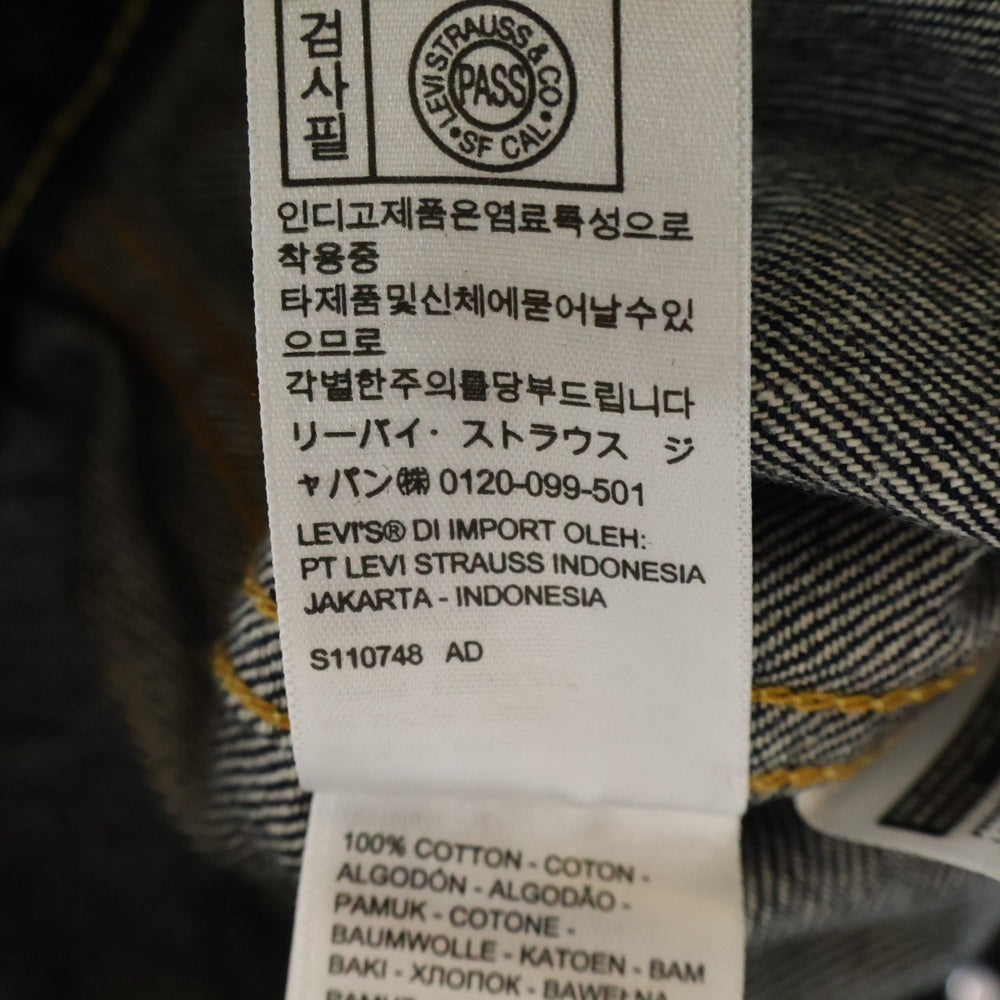 검사필
LEVI STRAUSS & CO
PASS
SF CAL
인디고제품은염료특성으로
착용중
타제품및신체에묻어날수있
으므로
각별한주의를당부드립니다
リーバイ・ストラウス ジ
ャパン㈱ 0120-099-501
LEVI'S® DI IMPORT OLEH:
PT LEVI STRAUSS INDONESIA
JAKARTA - INDONESIA
S110748 AD
100% COTTON - COTON -
ALGODÓN - ALGODÃO -
PAMUK - COTONE -
BAUMWOLLE - KATOEN - BAM
BAKI - ХЛОПОК - BAWEŁNA